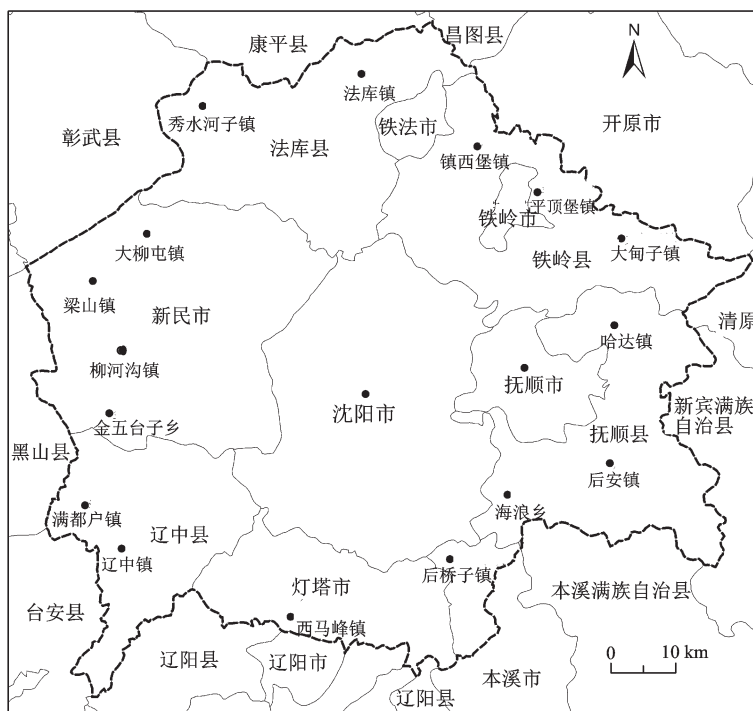 康平县
昌图县
N
法库镇
秀水河子镇
铁法市
开原市
彰武县
法库县
镇西堡镇
平顶堡镇
铁岭市
大柳屯镇
大甸子镇
铁岭县
梁山镇
新民市
清原
哈达镇
柳河沟镇
抚顺市
沈阳市
新宾满族
自治县
金五台子乡
抚顺县
黑山县
后安镇
满都户镇
海浪乡
辽中县
辽中镇
后桥子镇
灯塔市
本溪满族自治县
台安县
西马峰镇
辽阳县
辽阳市
0 10 km
本溪市
辽阳县